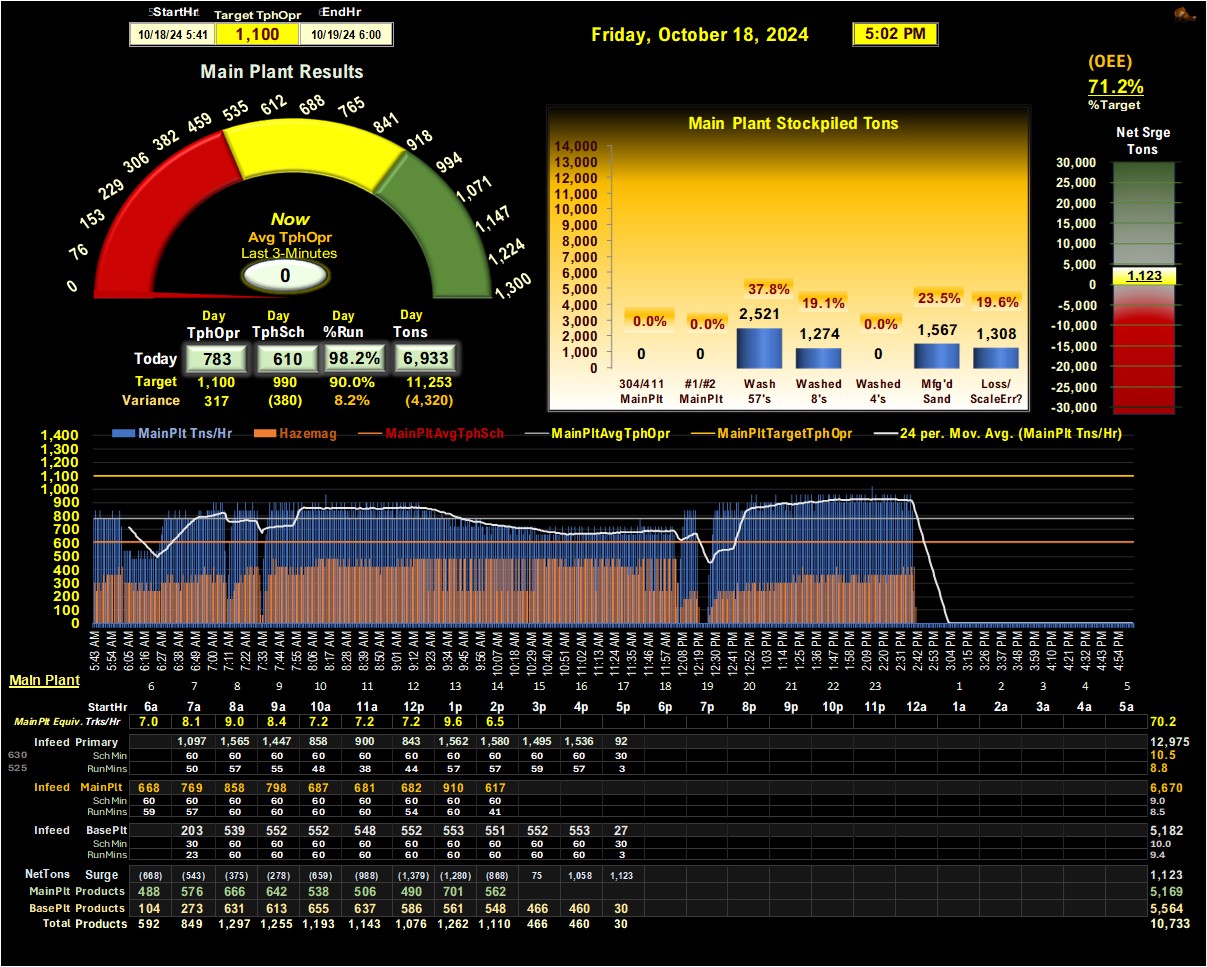 StartHr Target TphOpr EndHr
10/18/24 5:41 1,100 10/19/24 6:00
Friday, October 18, 2024 5:02 PM
(OEE)
71.2%
%Target
Main Plant Results
0 76 153 229 306 382 459 535 612 688 765 841 918 994 1,071 1,147 1,224 1,300
Now
Avg TphOpr
Last 3-Minutes
0
Day Day Day Day
TphOpr TphSch %Run Tons
Today 783 610 98.2% 6,933
Target 1,100 990 90.0% 11,253
Variance 317 (380) 8.2% (4,320)
Main Plant Stockpiled Tons
14,000
13,000
12,000
11,000
10,000
9,000
8,000
7,000
6,000
5,000
4,000
3,000
2,000
1,000
0
0.0% 0.0% 37.8% 19.1% 0.0% 23.5% 19.6%
0 0 2,521 1,274 0 1,567 1,308
304/411 #1/#2 Wash Washed Washed Mfg'd Loss/
MainPlt MainPlt 57's 8's 4's Sand ScaleErr?
Net Srge
Tons
30,000
25,000
20,000
15,000
10,000
5,000
0
-5,000
-10,000
-15,000
-20,000
-25,000
-30,000
1,123
MainPlt Tns/Hr Hazemag MainPltAvgTphSch MainPltAvgTphOpr MainPltTargetTphOpr 24 per. Mov. Avg. (MainPlt Tns/Hr)
1,400
1,300
1,200
1,100
1,000
900
800
700
600
500
400
300
200
100
0
5:43 AM 5:54 AM 6:05 AM 6:16 AM 6:27 AM 6:38 AM 6:49 AM 7:00 AM 7:11 AM 7:22 AM 7:33 AM 7:44 AM 7:55 AM 8:06 AM 8:17 AM 8:28 AM 8:39 AM 8:50 AM 9:01 AM 9:12 AM 9:23 AM 9:34 AM 9:45 AM 9:56 AM 10:07 AM 10:18 AM 10:29 AM 10:40 AM 10:51 AM 11:02 AM 11:13 AM 11:24 AM 11:35 AM 11:46 AM 11:57 AM 12:08 PM 12:19 PM 12:30 PM 12:41 PM 12:52 PM 1:03 PM 1:14 PM 1:25 PM 1:36 PM 1:47 PM 1:58 PM 2:09 PM 2:20 PM 2:31 PM 2:42 PM 2:53 PM 3:04 PM 3:15 PM 3:26 PM 3:37 PM 3:48 PM 3:59 PM 4:10 PM 4:21 PM 4:32 PM 4:43 PM 4:54 PM
Main Plant 6 7 8 9 10 11 12 13 14 15 16 17 18 19 20 21 22 23 1 2 3 4 5
StartHr 6a 7a 8a 9a 10a 11a 12p 1p 2p 3p 4p 5p 6p 7p 8p 9p 10p 11p 12a 1a 2a 3a 4a 5a
MainPlt Equiv. Trks/Hr 7.0 8.1 9.0 8.4 7.2 7.2 7.2 9.6 6.5 70.2
Infeed Primary 1,097 1,565 1,447 858 900 843 1,562 1,580 1,495 1,536 92 12,975
630 SchMin 60 60 60 60 60 60 60 60 60 60 30 10.5
525 RunMins 50 57 55 48 38 44 57 57 59 57 3 8.8
Infeed MainPlt 668 769 858 798 687 681 682 910 617 6,670
SchMin 60 60 60 60 60 60 60 60 60 9.0
RunMins 59 57 60 60 60 60 54 60 41 8.5
Infeed BasePlt 203 539 552 552 548 552 553 551 552 553 27 5,182
SchMin 30 60 60 60 60 60 60 60 60 60 30 10.0
RunMins 23 60 60 60 60 60 60 60 60 60 3 9.4
NetTons Surge (668) (543) (375) (278) (659) (988) (1,379) (1,280) (868) 75 1,058 1,123 1,123
MainPlt Products 488 576 666 642 538 506 490 701 562 5,169
BasePlt Products 104 273 631 613 655 637 586 561 548 466 460 30 5,564
Total Products 592 849 1,297 1,255 1,193 1,143 1,076 1,262 1,110 466 460 30 10,733